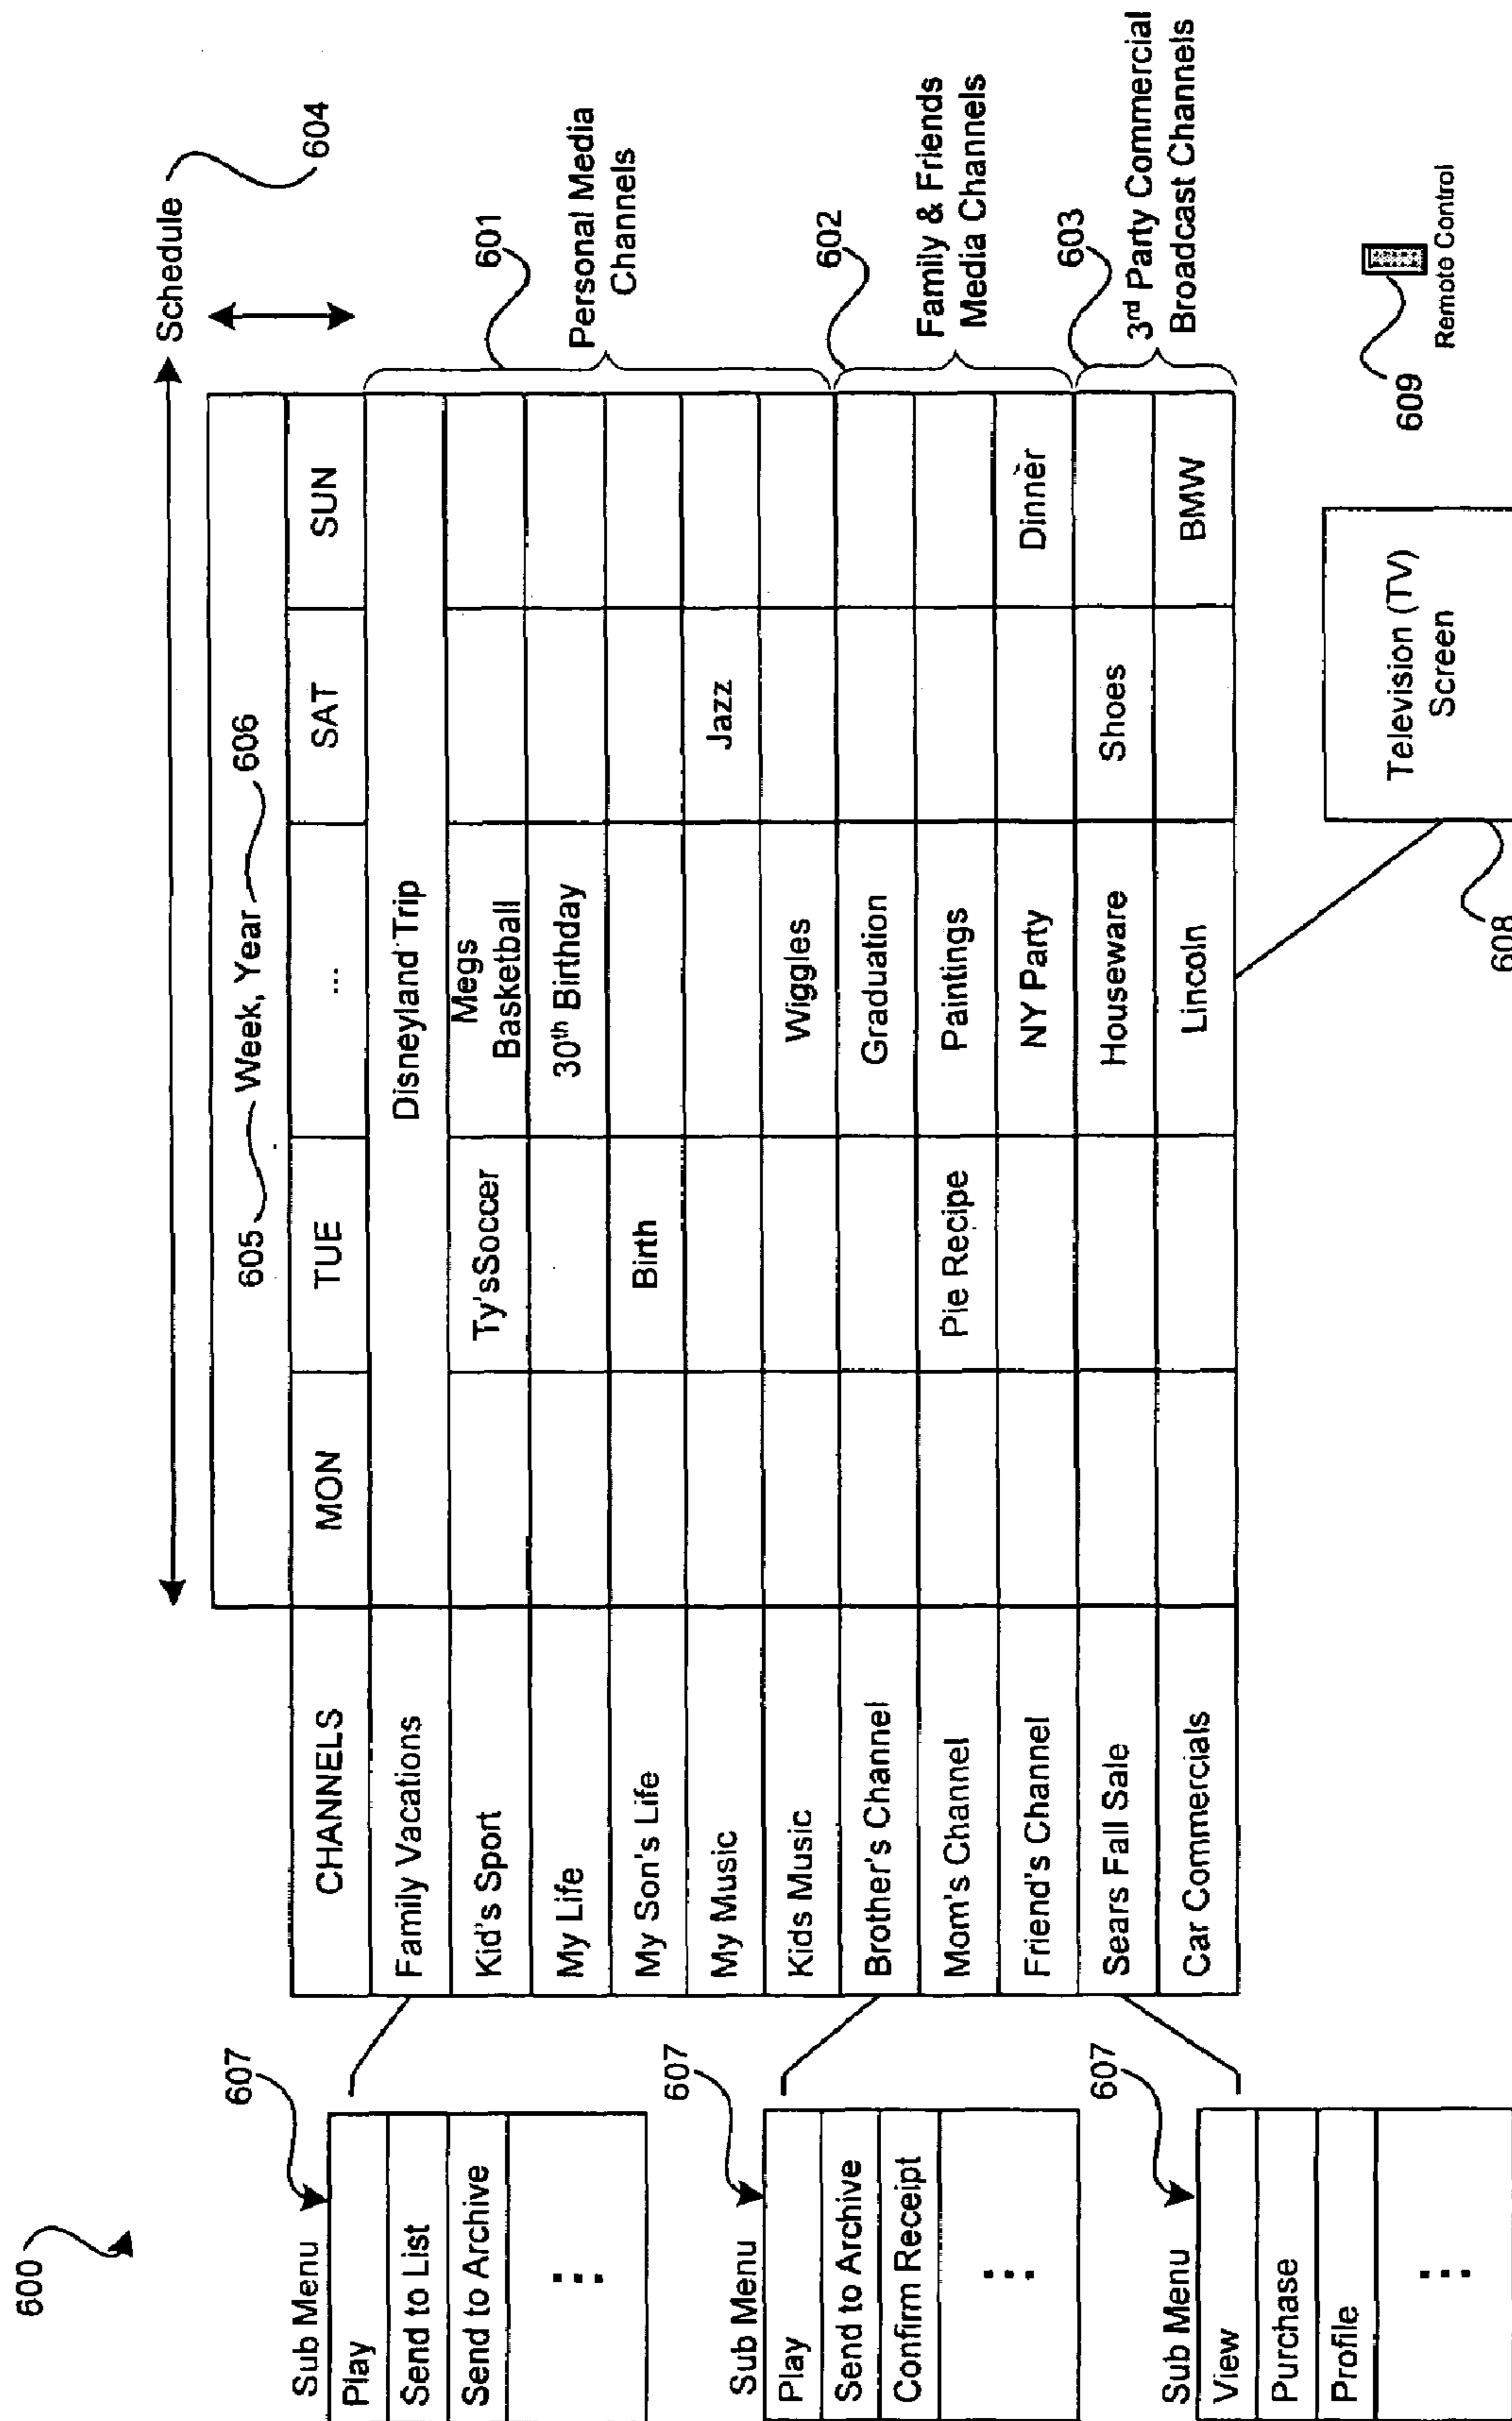 600
Schedule
604
605 Week, Year 606
CHANNELS MON TUE ... SAT SUN
Family Vacations Disneyland Trip
Kid's Sport Ty'sSoccer Megs Basketball
My Life 30th Birthday
My Son's Life Birth
My Music Jazz
Kids Music Wiggles
Brother's Channel Graduation
Mom's Channel Pie Recipe Paintings
Friend's Channel NY Party Dinner
Sears Fall Sale Houseware Shoes
Car Commercials Lincoln BMW
601
Personal Media
Channels
602
Family & Friends
Media Channels
603
3rd Party Commercial
Broadcast Channels
Sub Menu
607
Play
Send to List
Send to Archive
⋮
Sub Menu
607
Play
Send to Archive
Confirm Receipt
⋮
Sub Menu
607
View
Purchase
Profile
⋮
Television (TV)
Screen
608
609
Remote Control